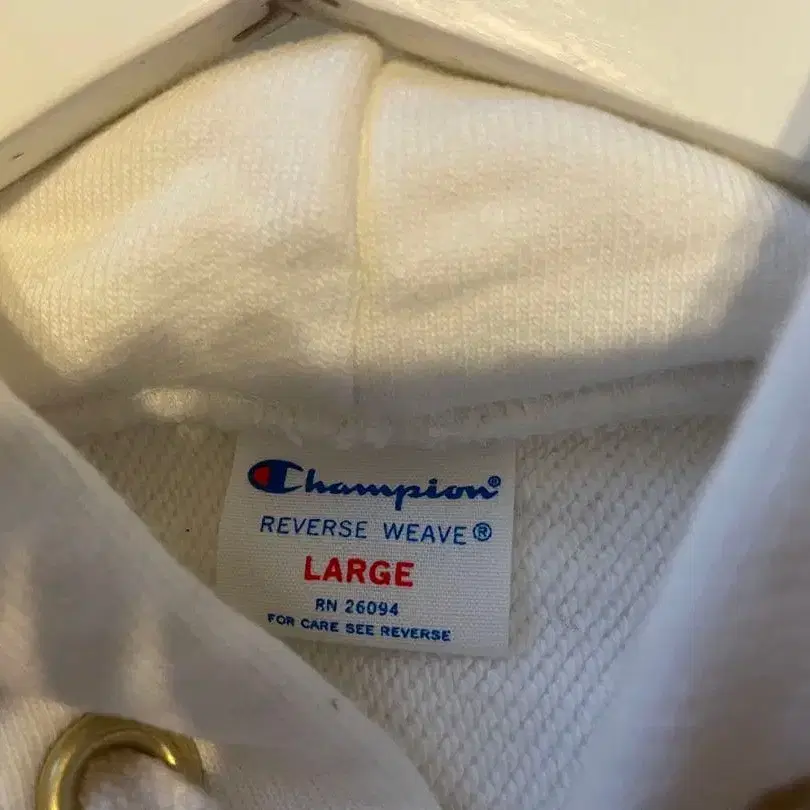 Champion®
REVERSE WEAVE®
LARGE
RN 26094
FOR CARE SEE REVERSE